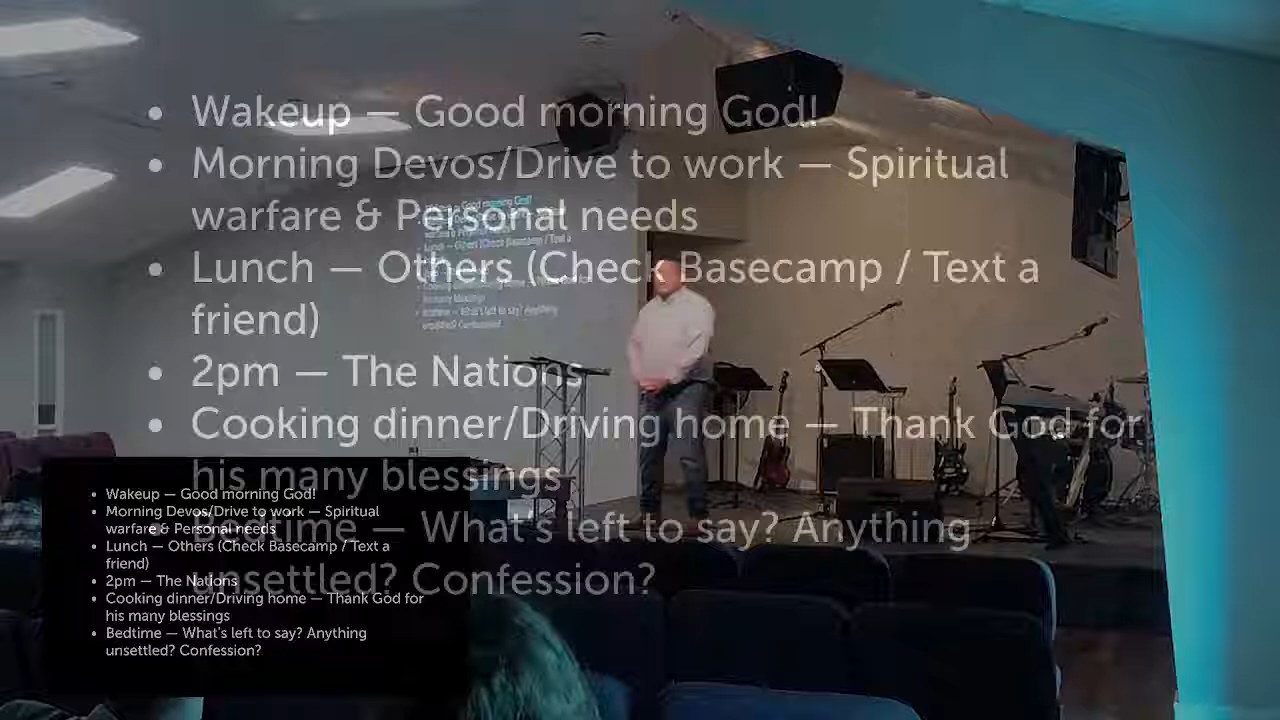 • Wakeup — Good morning God!
• Morning Devos/Drive to work — Spiritual
warfare & Personal needs
• Lunch — Others (Check Basecamp / Text a
friend)
• 2pm — The Nations
• Cooking dinner/Driving home — Thank God for
his many blessings
Bedtime — What's left to say? Anything
unsettled? Confession?
• Wakeup — Good morning God!
• Morning Devos/Drive to work — Spiritual
warfare & Personal needs
• Lunch — Others (Check Basecamp / Text a
friend)
• 2pm — The Nations
• Cooking dinner/Driving home — Thank God for
his many blessings
• Bedtime — What's left to say? Anything
unsettled? Confession?